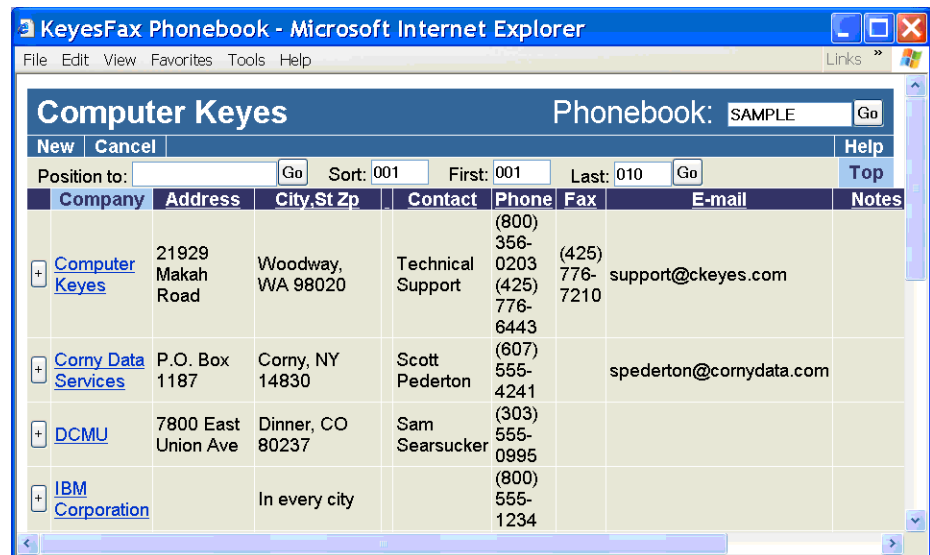 KeyesFax Phonebook - Microsoft Internet Explorer
File Edit View Favorites Tools Help Links »
Computer Keyes Phonebook: SAMPLE Go
New Cancel Help
Position to: Go Sort: 001 First: 001 Last: 010 Go Top
Company Address City,St Zp Contact Phone Fax E-mail Notes
+ Computer Keyes 21929 Makah Road Woodway, WA 98020 Technical Support (800) 356-0203 (425) 776-6443 (425) 776-7210 support@ckeyes.com
+ Corny Data Services P.O. Box 1187 Corny, NY 14830 Scott Pederton (607) 555-4241 spederton@cornydata.com
+ DCMU 7800 East Union Ave Dinner, CO 80237 Sam Searsucker (303) 555-0995
+ IBM Corporation In every city (800) 555-1234